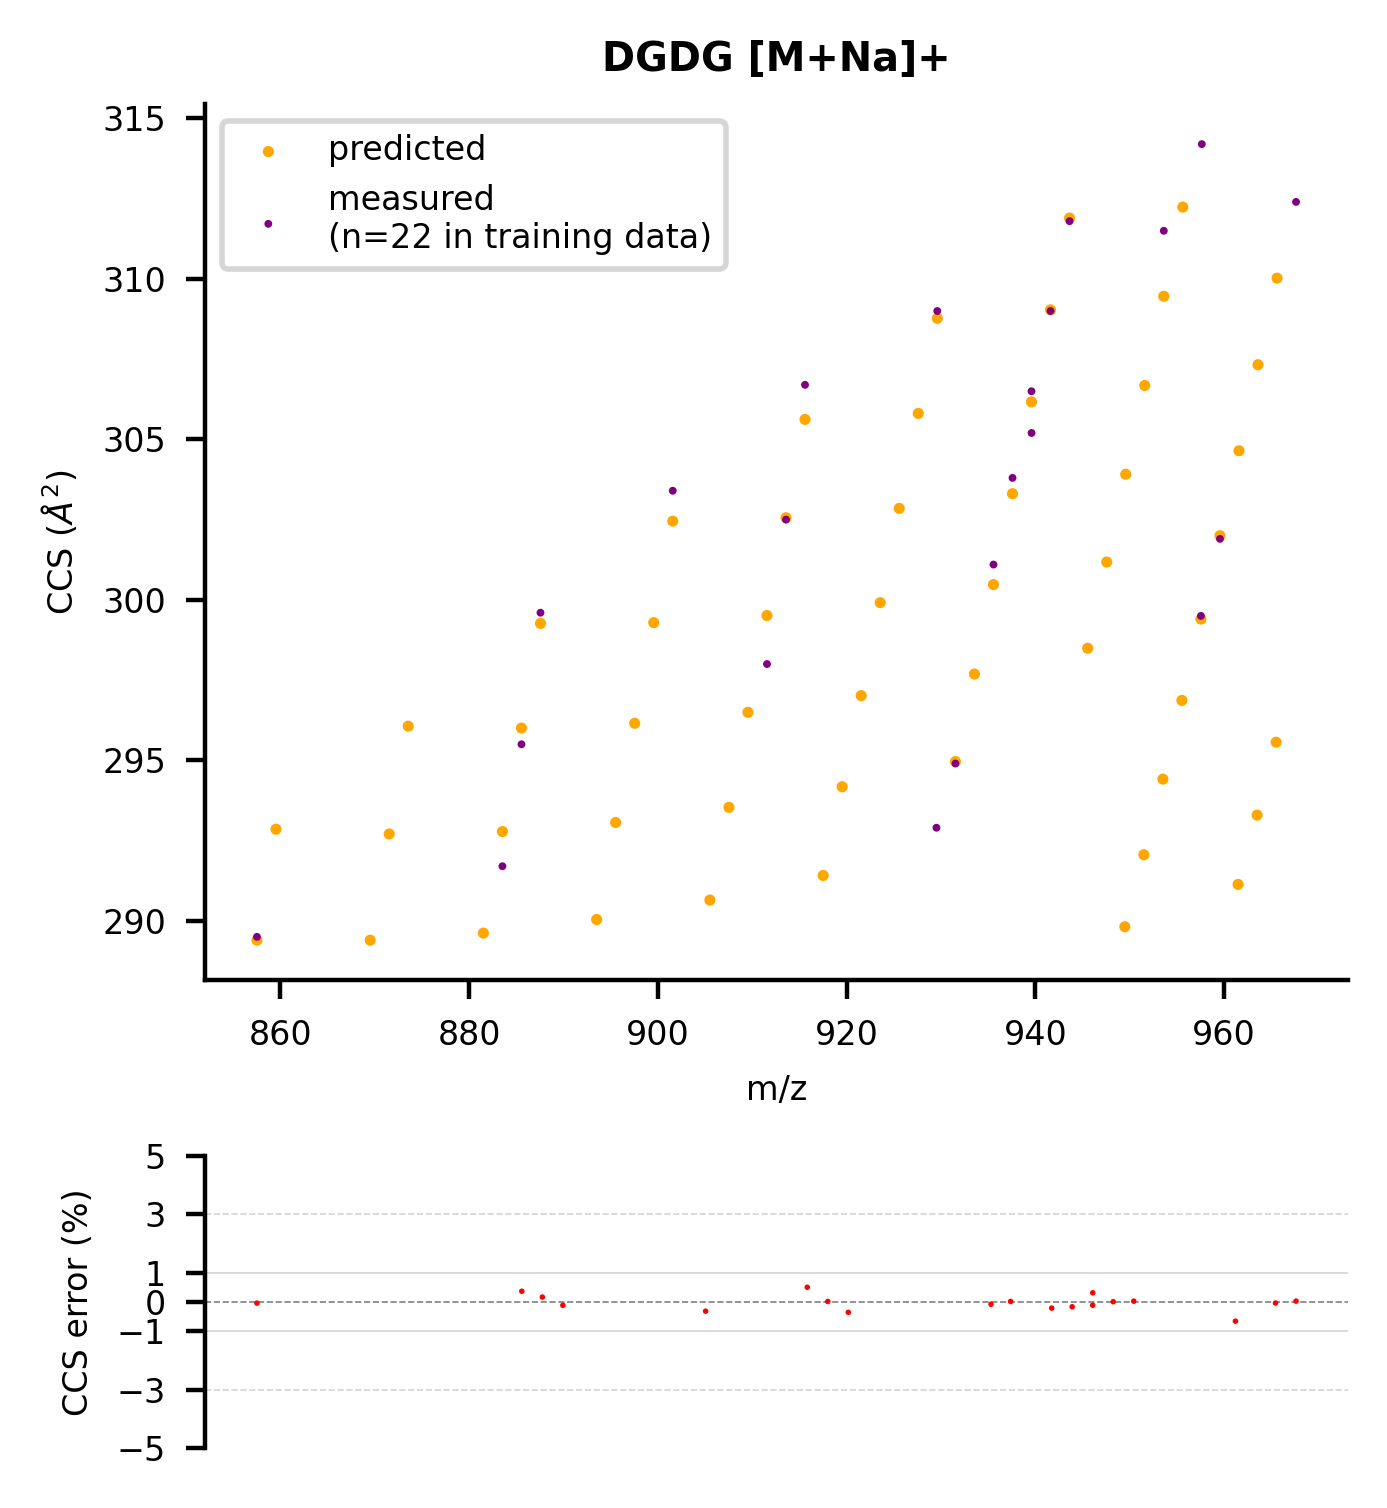 DGDG [M+Na]+
315
310
305
300
295
290
CCS (Å²)
predicted
measured
(n=22 in training data)
860 880 900 920 940 960
m/z
5
3
1
0
−1
−3
−5
CCS error (%)